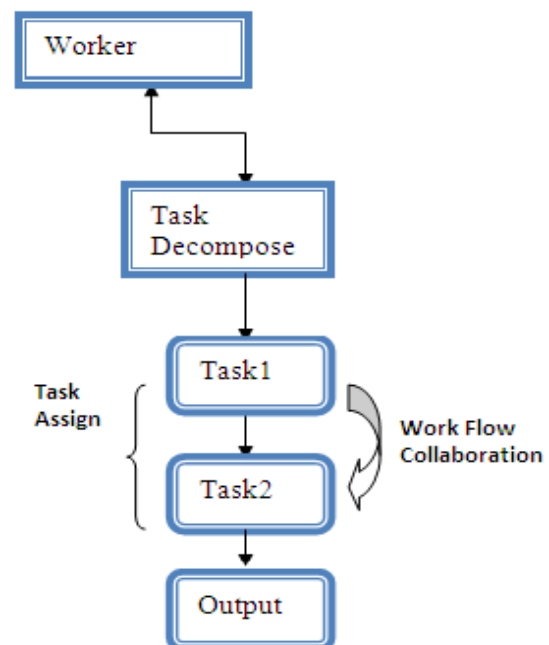 Worker
Task
Decompose
Task1
Task
Assign
Work Flow
Collaboration
Task2
Output